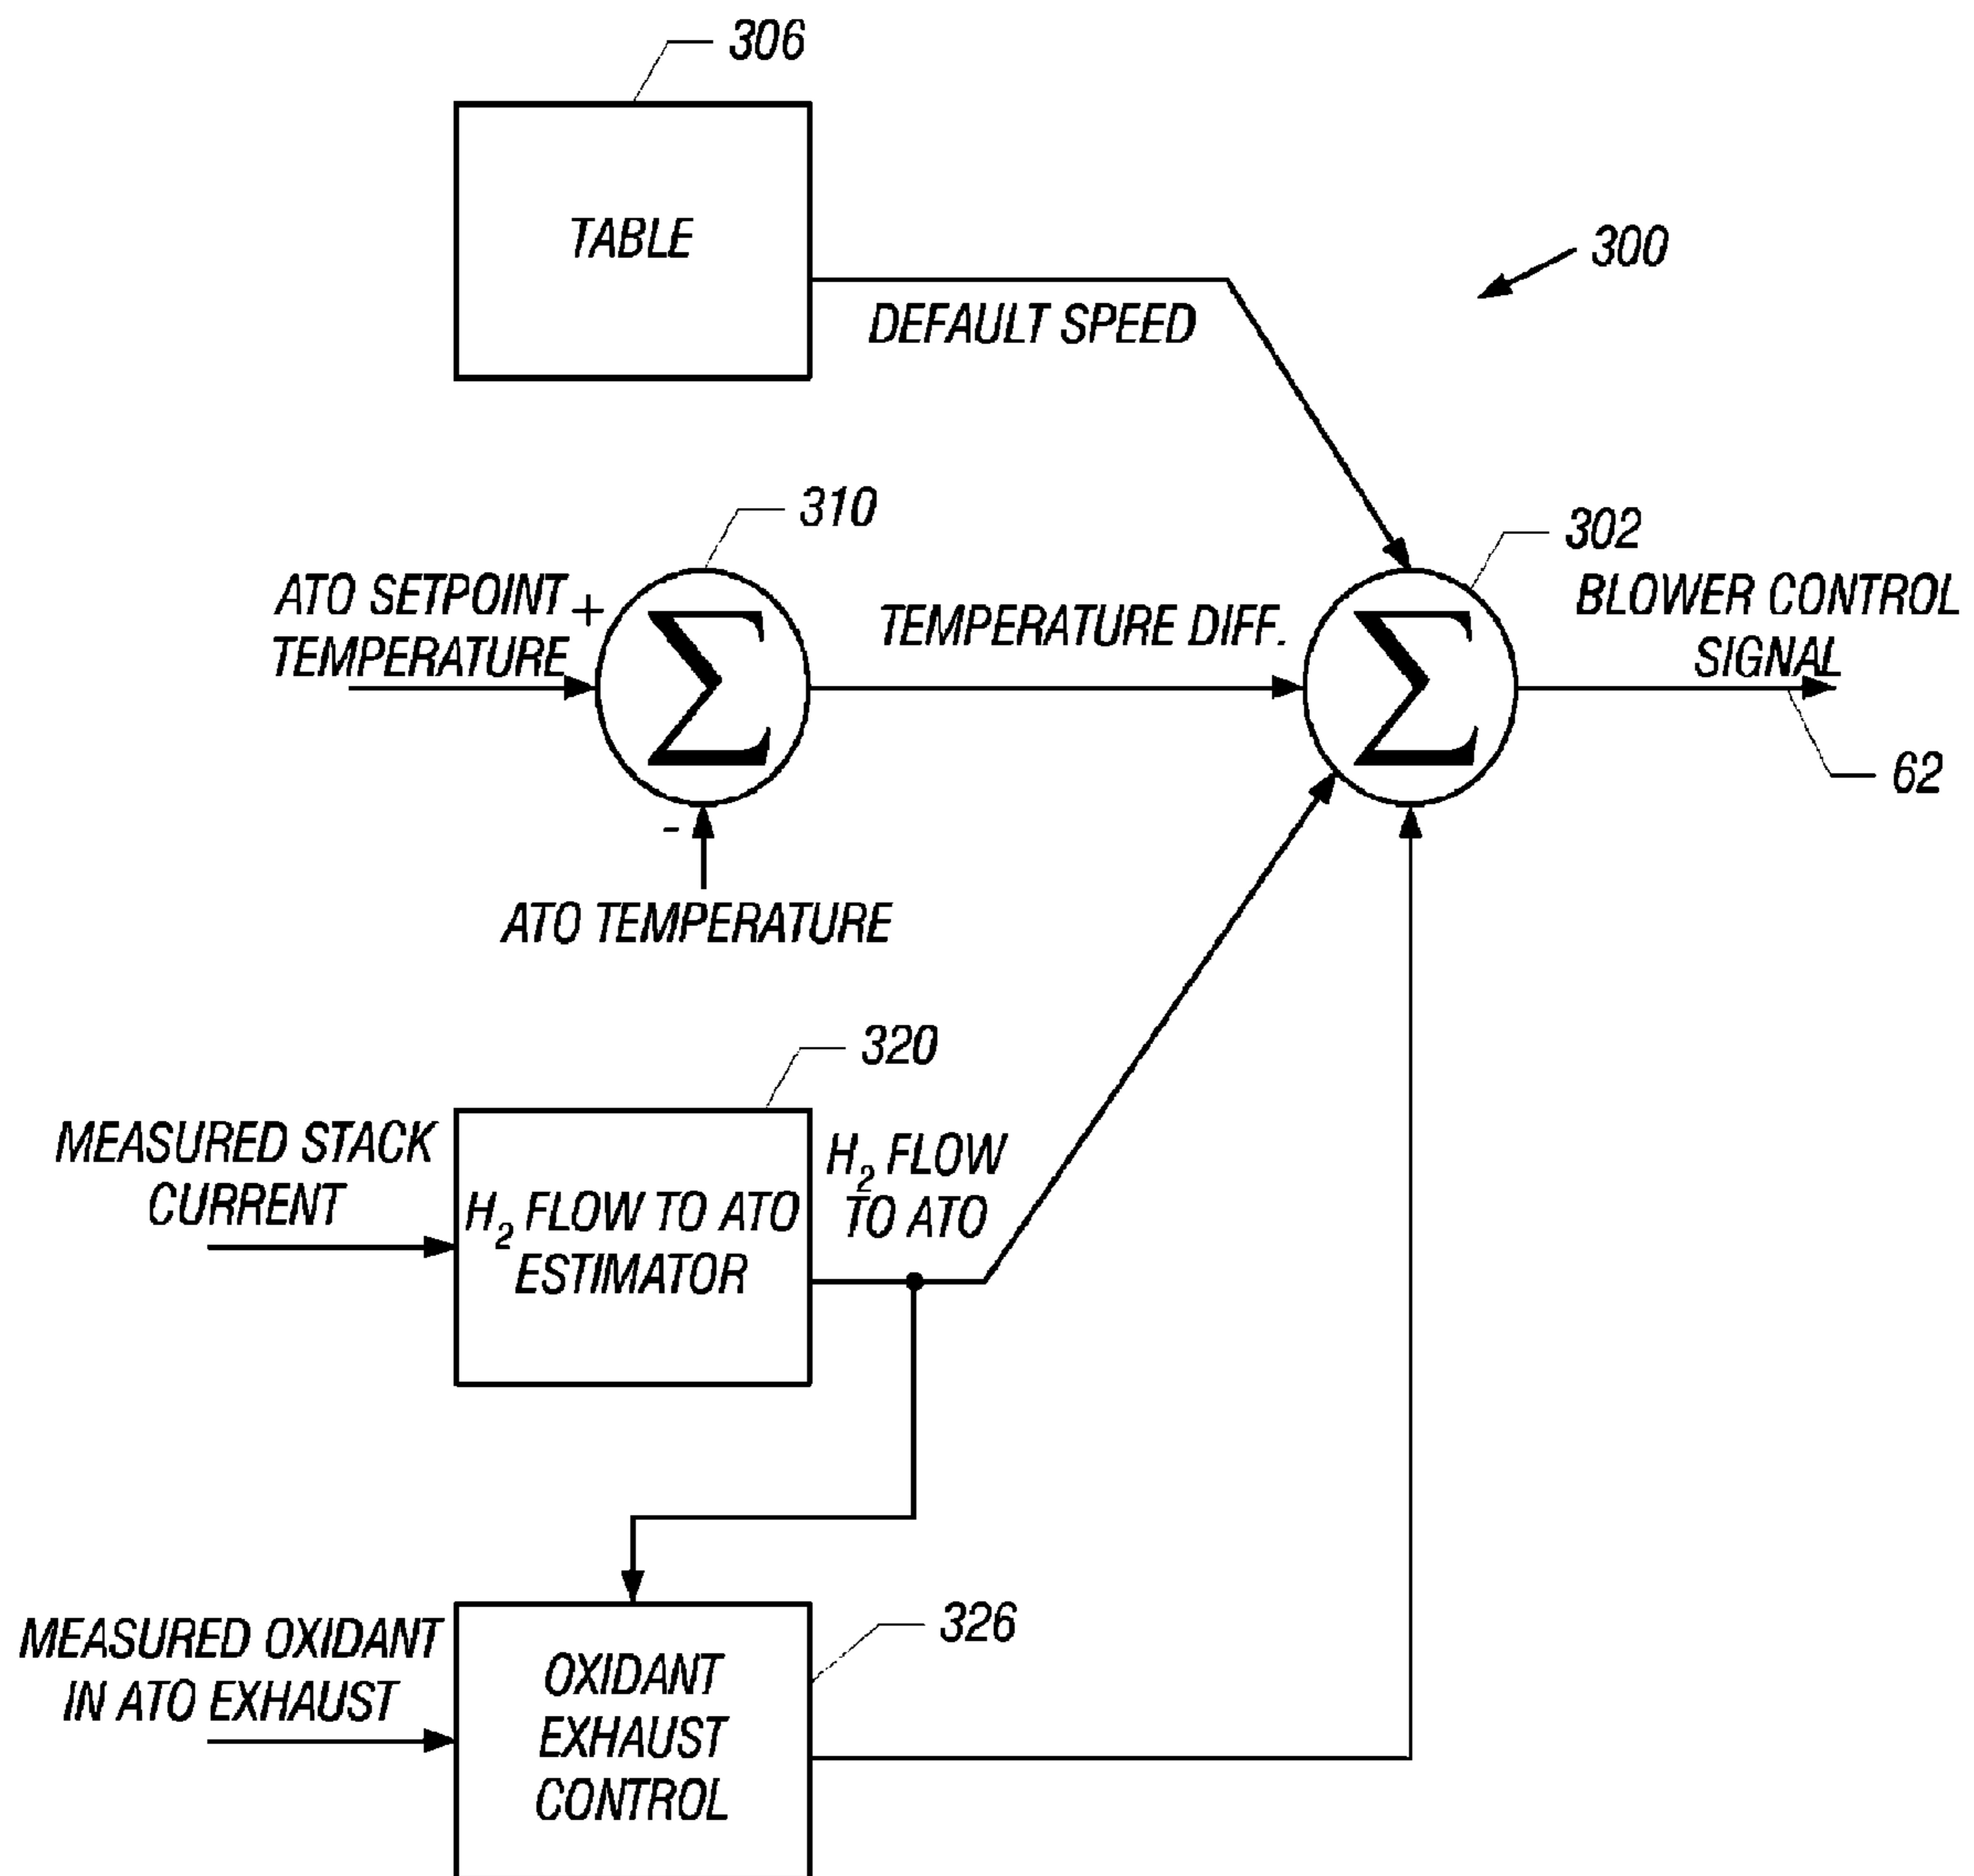 306
TABLE
300
DEFAULT SPEED
310
302
ATO SETPOINT +
TEMPERATURE
Σ
TEMPERATURE DIFF.
Σ
BLOWER CONTROL
SIGNAL
62
-
ATO TEMPERATURE
320
MEASURED STACK
CURRENT
H₂ FLOW TO ATO
ESTIMATOR
H₂ FLOW
TO ATO
326
MEASURED OXIDANT
IN ATO EXHAUST
OXIDANT
EXHAUST
CONTROL